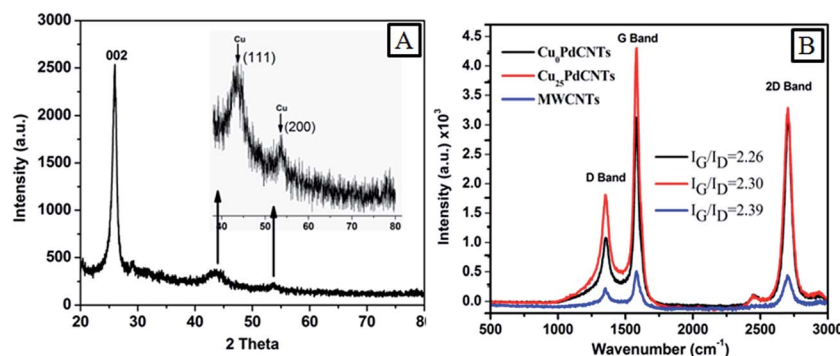 A
002
Cu
(111)
Cu
(200)
40
50
60
70
80
3000
2500
2000
1500
1000
500
0
Intensity (a.u.)
20
30
40
50
60
70
80
2 Theta
B
G Band
Cu₀PdCNTs
Cu₂₅PdCNTs
MWCNTs
2D Band
D Band
I_G/I_D=2.26
I_G/I_D=2.30
I_G/I_D=2.39
4.5
4.0
3.5
3.0
2.5
2.0
1.5
1.0
0.5
0.0
Intensity (a.u.) x10³
500
1000
1500
2000
2500
3000
Wavenumber (cm⁻¹)